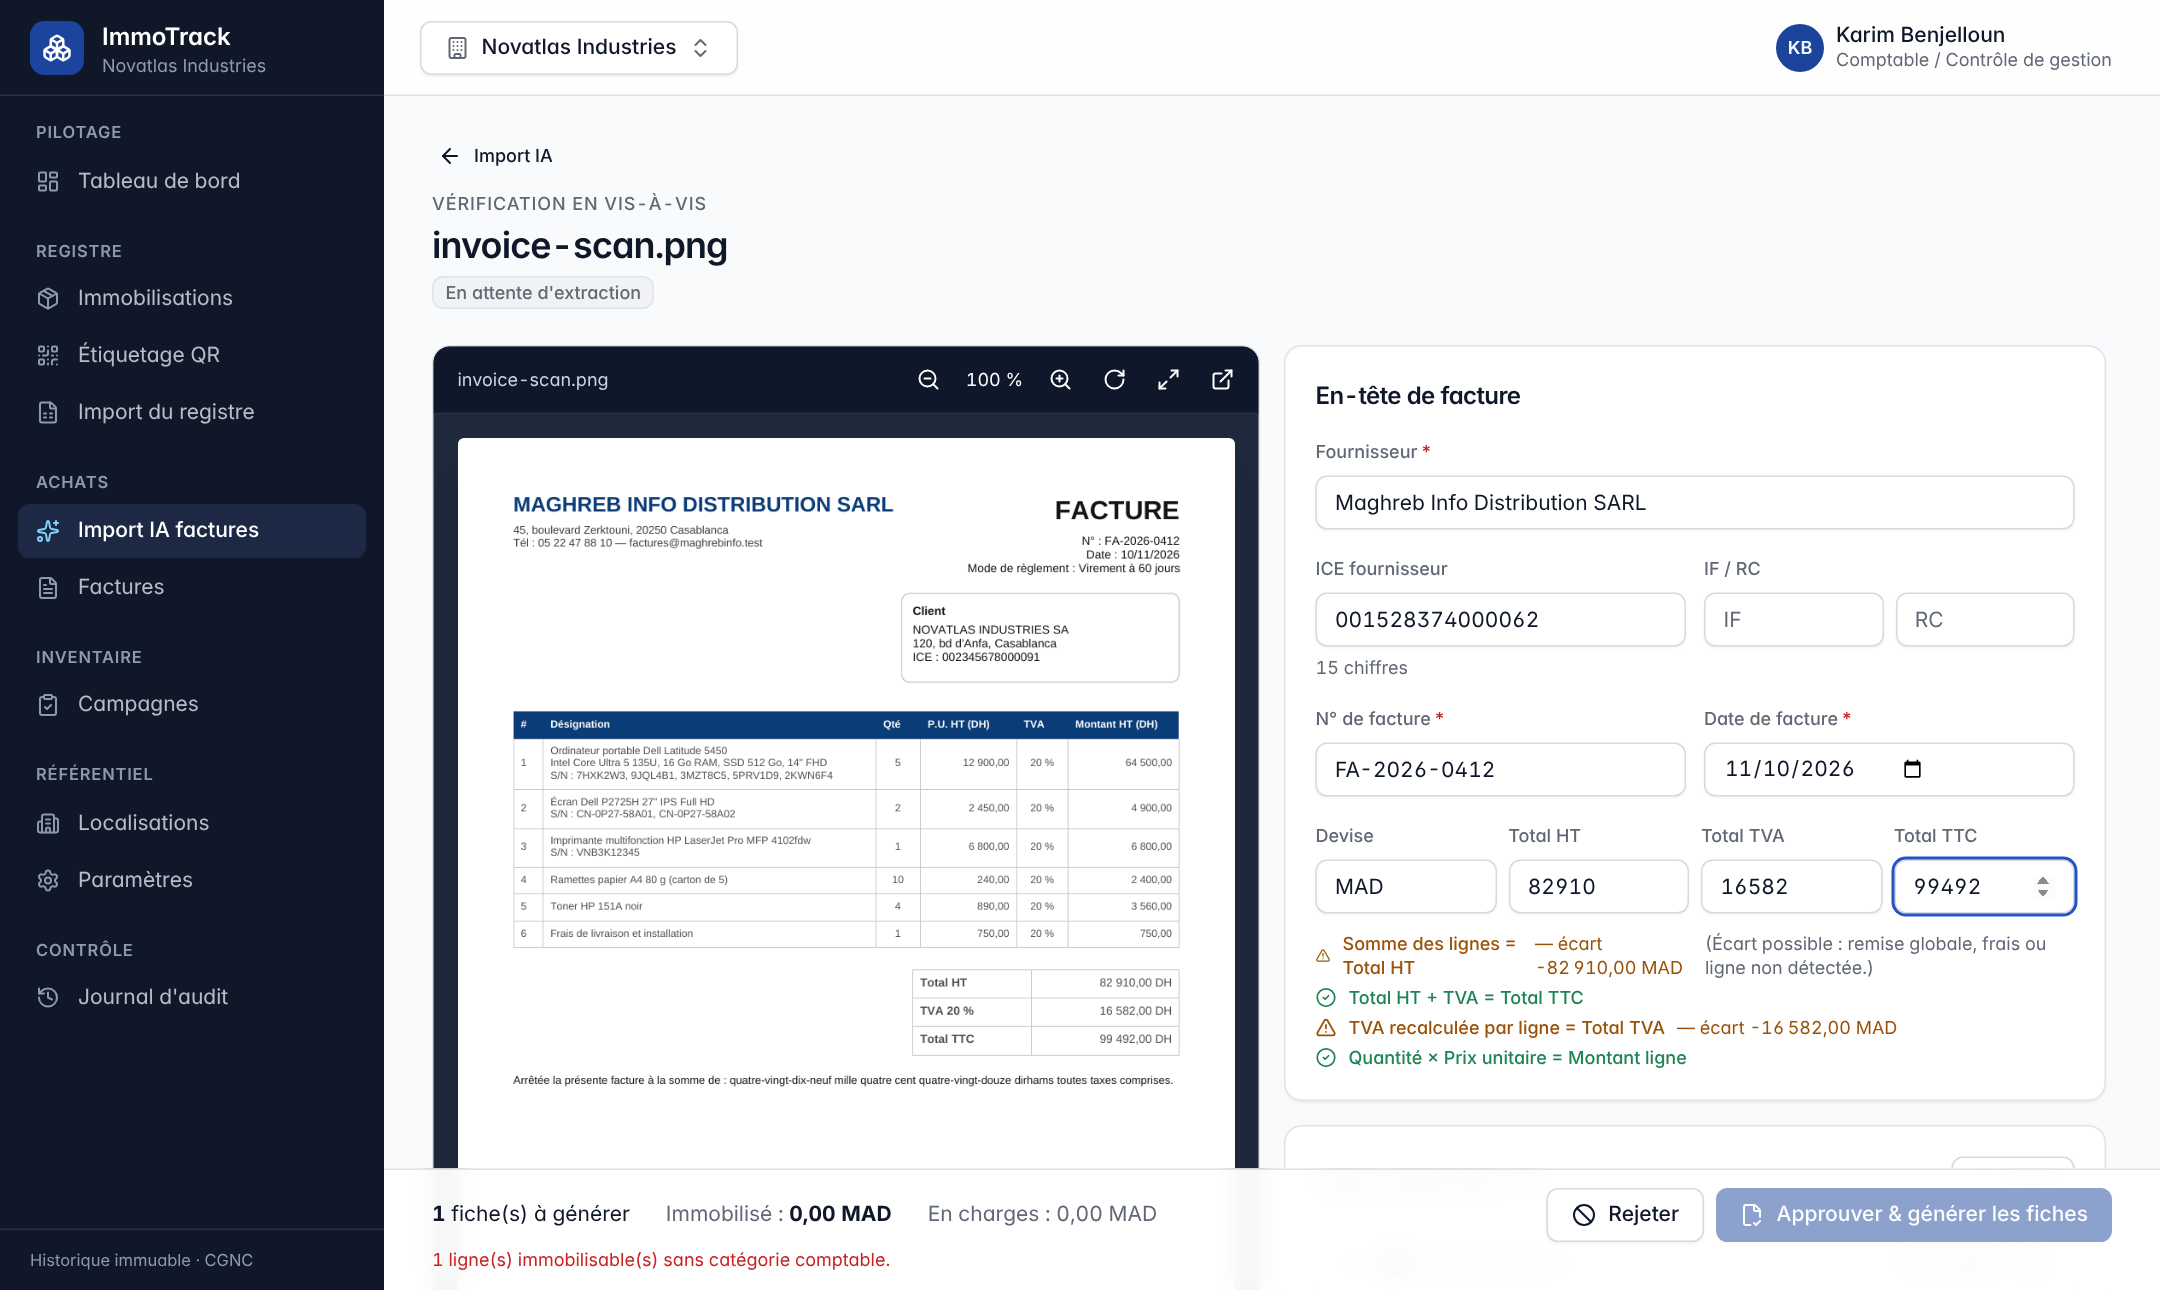 ImmoTrack
Novatlas Industries
PILOTAGE
Tableau de bord
REGISTRE
Immobilisations
Étiquetage QR
Import du registre
ACHATS
Import IA factures
Factures
INVENTAIRE
Campagnes
RÉFÉRENTIEL
Localisations
Paramètres
CONTRÔLE
Journal d'audit
Historique immuable · CGNC
Novatlas Industries
KB
Karim Benjelloun
Comptable / Contrôle de gestion
Import IA
VÉRIFICATION EN VIS-À-VIS
invoice-scan.png
En attente d'extraction
invoice-scan.png
100 %
MAGHREB INFO DISTRIBUTION SARL
45, boulevard Zerktouni, 20250 Casablanca
Tél : 05 22 47 88 10 — factures@maghrebinfo.test
FACTURE
N° : FA-2026-0412
Date : 10/11/2026
Mode de règlement : Virement à 60 jours
Client
NOVATLAS INDUSTRIES SA
120, bd d'Anfa, Casablanca
ICE : 002345678000091
# Désignation Qté P.U. HT (DH) TVA Montant HT (DH)
Ordinateur portable Dell Latitude 5450
1 Intel Core Ultra 5 135U, 16 Go RAM, SSD 512 Go, 14" FHD 5 12 900,00 20 % 64 500,00
S/N : 7HXK2W3, 9JQL4B1, 3MZT8C5, 5PRV1D9, 2KWN6F4
Écran Dell P2725H 27" IPS Full HD
2 2 2 450,00 20 % 4 900,00
S/N : CN-0P27-58A01, CN-0P27-58A02
Imprimante multifonction HP LaserJet Pro MFP 4102fdw
3 1 6 800,00 20 % 6 800,00
S/N : VNB3K12345
4 Ramettes papier A4 80 g (carton de 5) 10 240,00 20 % 2 400,00
5 Toner HP 151A noir 4 890,00 20 % 3 560,00
6 Frais de livraison et installation 1 750,00 20 % 750,00
Total HT 82 910,00 DH
TVA 20 % 16 582,00 DH
Total TTC 99 492,00 DH
Arrêtée la présente facture à la somme de : quatre-vingt-dix-neuf mille quatre cent quatre-vingt-douze dirhams toutes taxes comprises.
En-tête de facture
Fournisseur *
Maghreb Info Distribution SARL
ICE fournisseur IF / RC
001528374000062 IF RC
15 chiffres
N° de facture * Date de facture *
FA-2026-0412 11/10/2026
Devise Total HT Total TVA Total TTC
MAD 82910 16582 99492
Somme des lignes = — écart (Écart possible : remise globale, frais ou
Total HT -82 910,00 MAD ligne non détectée.)
Total HT + TVA = Total TTC
TVA recalculée par ligne = Total TVA — écart -16 582,00 MAD
Quantité × Prix unitaire = Montant ligne
1 fiche(s) à générer Immobilisé : 0,00 MAD En charges : 0,00 MAD
1 ligne(s) immobilisable(s) sans catégorie comptable.
Rejeter
Approuver & générer les fiches